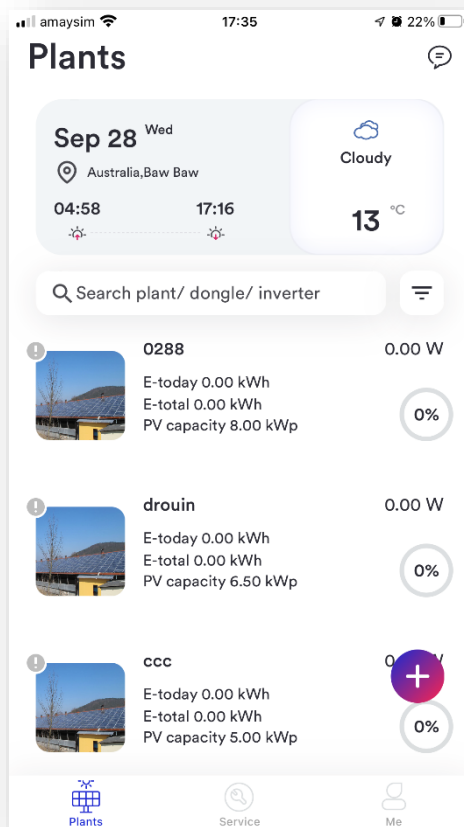 amaysim 17:35 22%
Plants
Sep 28 Wed
Australia,Baw Baw
Cloudy
04:58 17:16
13 °C
Search plant/ dongle/ inverter
0288 0.00 W
E-today 0.00 kWh
E-total 0.00 kWh
PV capacity 8.00 kWp
0%
drouin 0.00 W
E-today 0.00 kWh
E-total 0.00 kWh
PV capacity 6.50 kWp
0%
ccc
E-today 0.00 kWh
E-total 0.00 kWh
PV capacity 5.00 kWp
0%
Plants Service Me